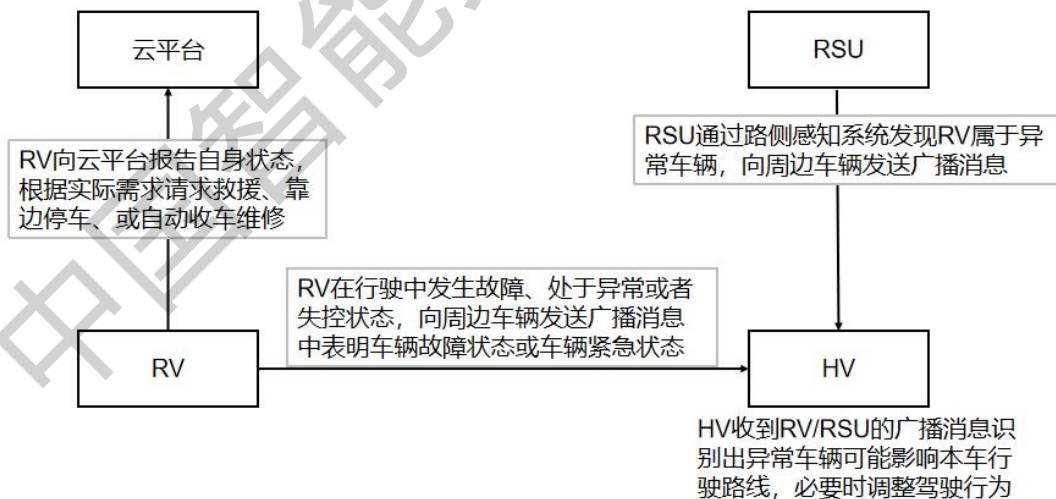 云平台
RSU
RV向云平台报告自身状态，
根据实际需求请求救援、靠
边停车、或自动收车维修
RSU通过路侧感知系统发现RV属于异
常车辆，向周边车辆发送广播消息
RV在行驶中发生故障、处于异常或者
失控状态，向周边车辆发送广播消息
中表明车辆故障状态或车辆紧急状态
RV
HV
HV收到RV/RSU的广播消息识
别出异常车辆可能影响本车行
驶路线，必要时调整驾驶行为
中国智能